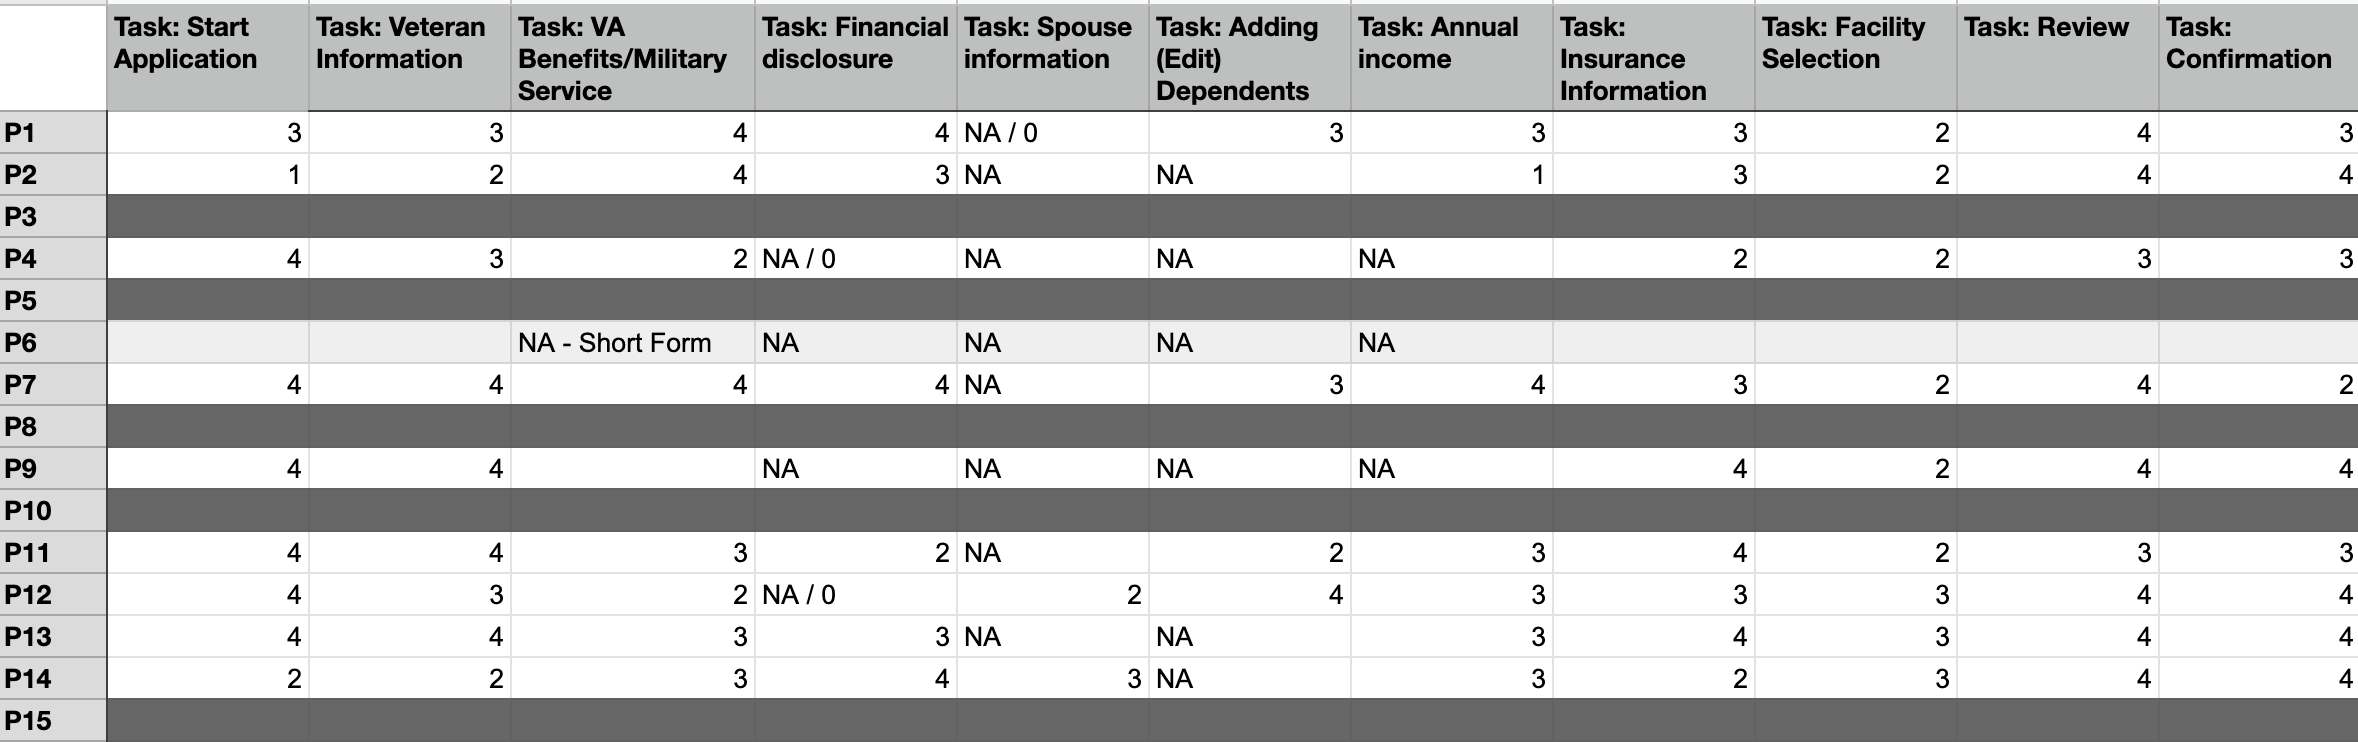 Task: Start Application Task: Veteran Information Task: VA Benefits/Military Service Task: Financial disclosure Task: Spouse information Task: Adding (Edit) Dependents Task: Annual income Task: Insurance Information Task: Facility Selection Task: Review Task: Confirmation
P1 3 3 4 4 NA / 0 3 3 3 2 4 3
P2 1 2 4 3 NA NA 1 3 2 4 4
P3
P4 4 3 2 NA / 0 NA NA NA 2 2 3 3
P5
P6 NA - Short Form NA NA NA NA
P7 4 4 4 4 NA 3 4 3 2 4 2
P8
P9 4 4 NA NA NA NA 4 2 4 4
P10
P11 4 4 3 2 NA 2 3 4 2 3 3
P12 4 3 2 NA / 0 2 4 3 3 3 4 4
P13 4 4 3 3 NA NA 3 4 3 4 4
P14 2 2 3 4 3 NA 3 2 3 4 4
P15